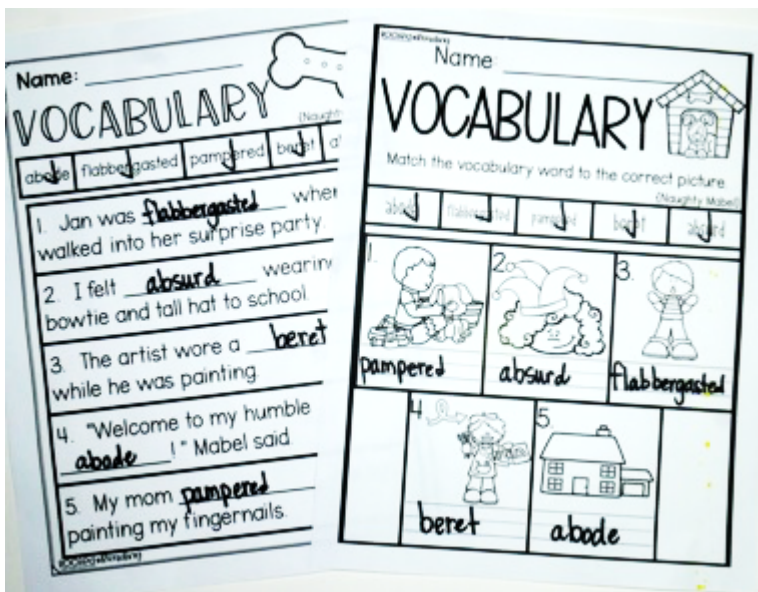 Name:
VOCABULARY
(Naughty
abode flabbergasted pampered beret
1. Jan was flabbergasted when
walked into her surprise party.
2. I felt absurd wearing
bowtie and tall hat to school.
3. The artist wore a beret
while he was painting.
4. "Welcome to my humble
abode !" Mabel said
5. My mom pampered
painting my fingernails.
Name:
VOCABULARY
Match the vocabulary word to the correct picture.
(Naughty Mabel)
abode flabbergasted pampered beret absurd
1. 2. 3.
pampered absurd flabbergasted
4 5.
beret abode